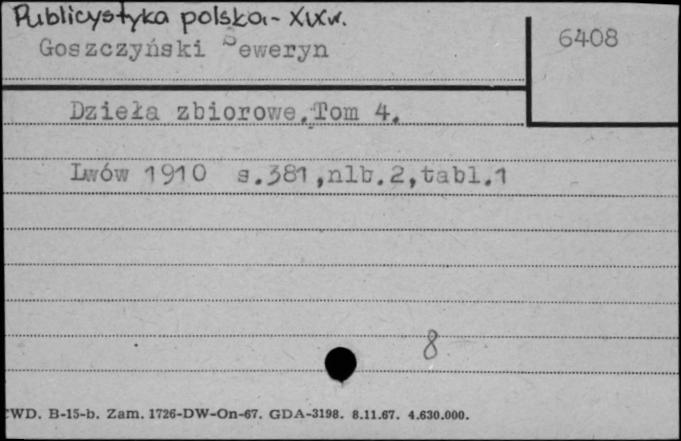 Publicystyka polska - XIX w.
Goszczyński Seweryn
6408
Dzieła zbiorowe. Tom 4.
Lwów 1910 s.381,nlb.2,tabl.1
8
WD. B-15-b. Zam. 1726-DW-On-67. GDA-3198. 8.11.67. 4.630.000.